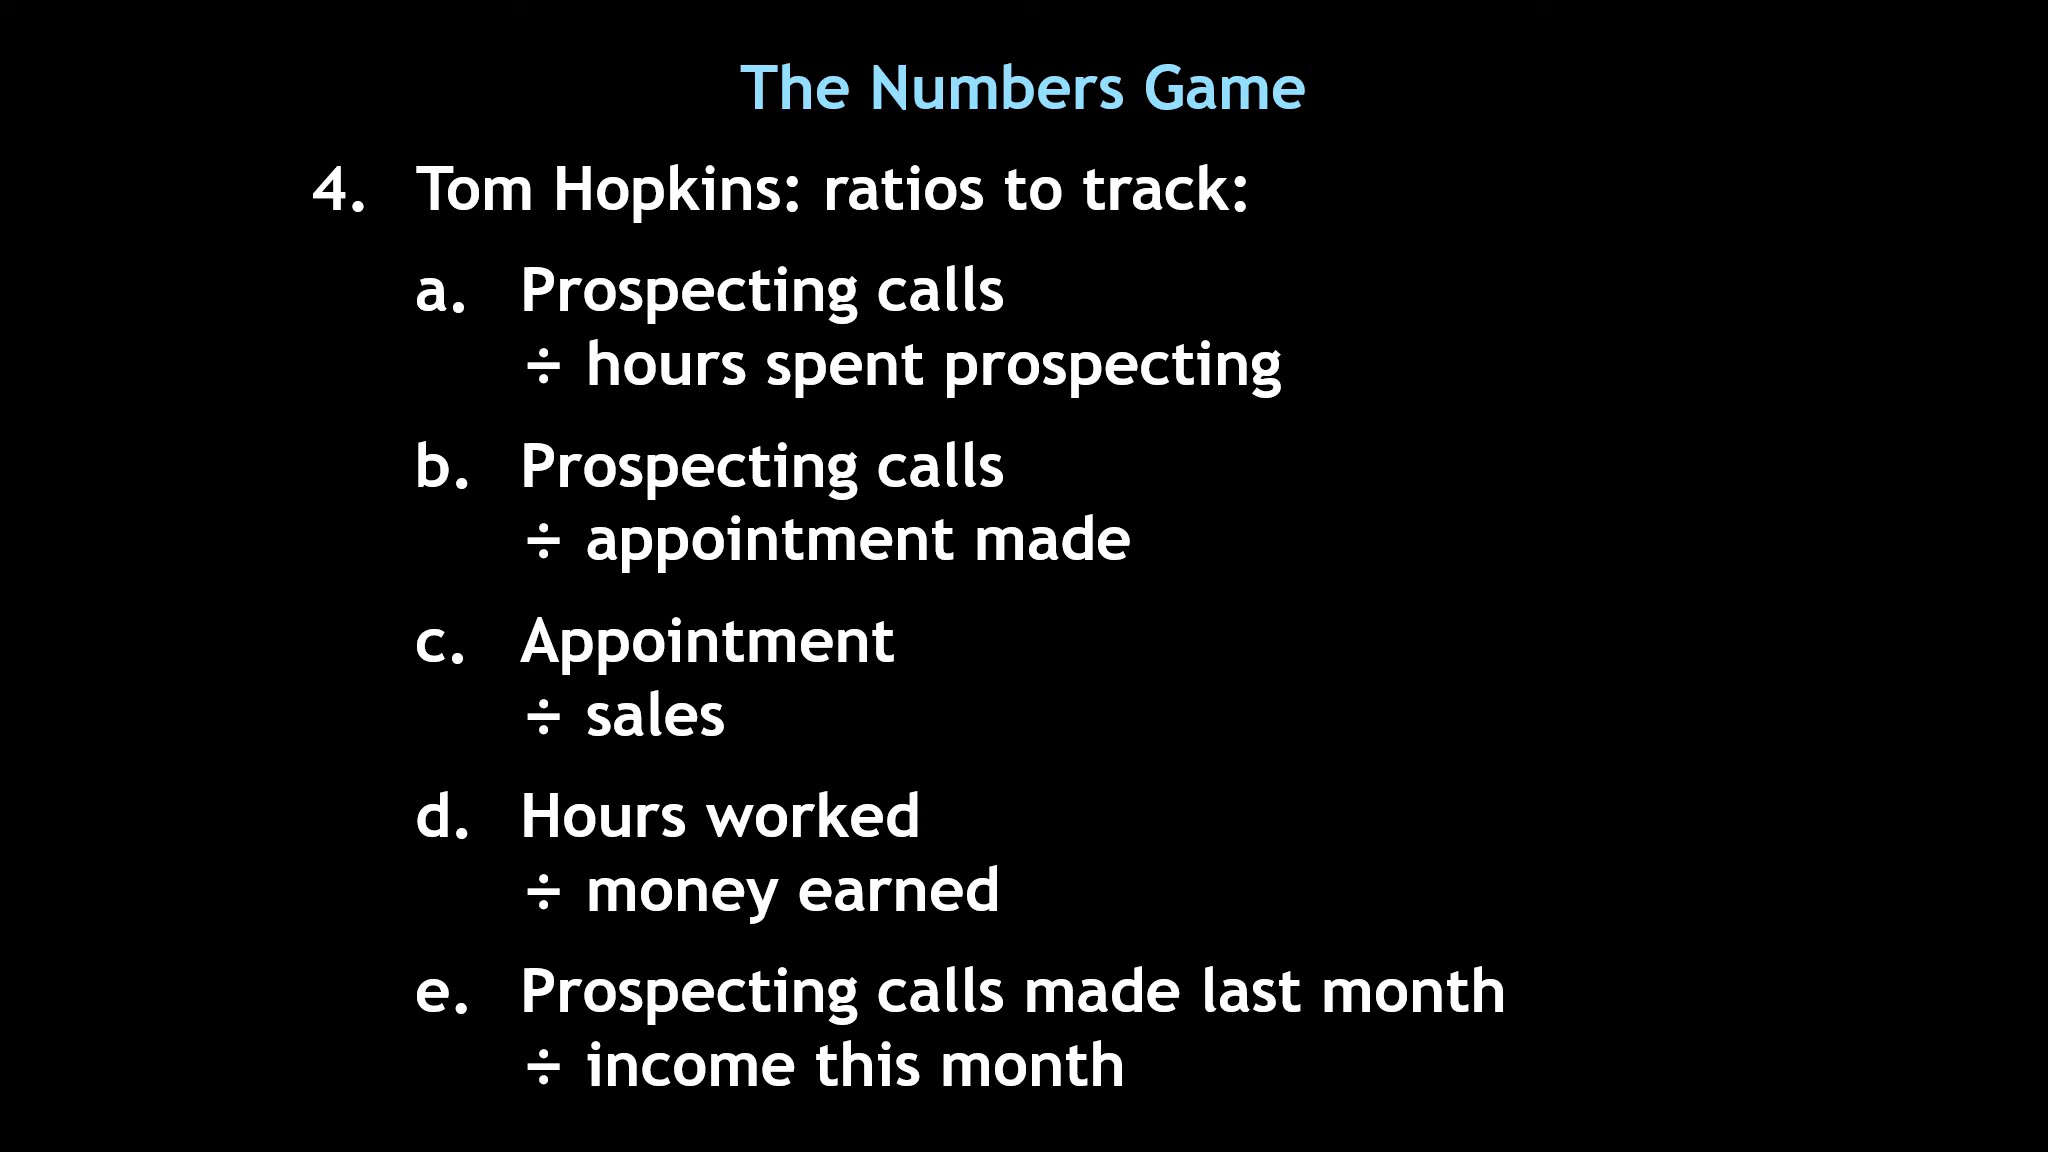 The Numbers Game
4. Tom Hopkins: ratios to track:
a. Prospecting calls
÷ hours spent prospecting
b. Prospecting calls
÷ appointment made
c. Appointment
÷ sales
d. Hours worked
÷ money earned
e. Prospecting calls made last month
÷ income this month